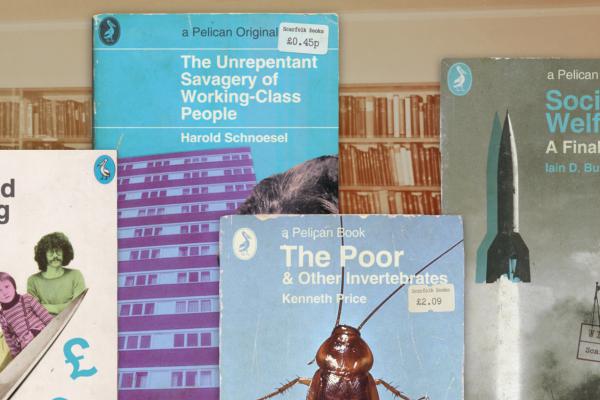 a Pelican Original
Scarfolk Books
£0.45p
The Unrepentant
Savagery of
Working-Class
People
Harold Schnoesel
a Pelican
Soci
Welf
A Final
Iain D. Bu
d
g
£
a Pelican Book
The Poor
& Other Invertebrates
Kenneth Price
Scarfolk Books
£2.09